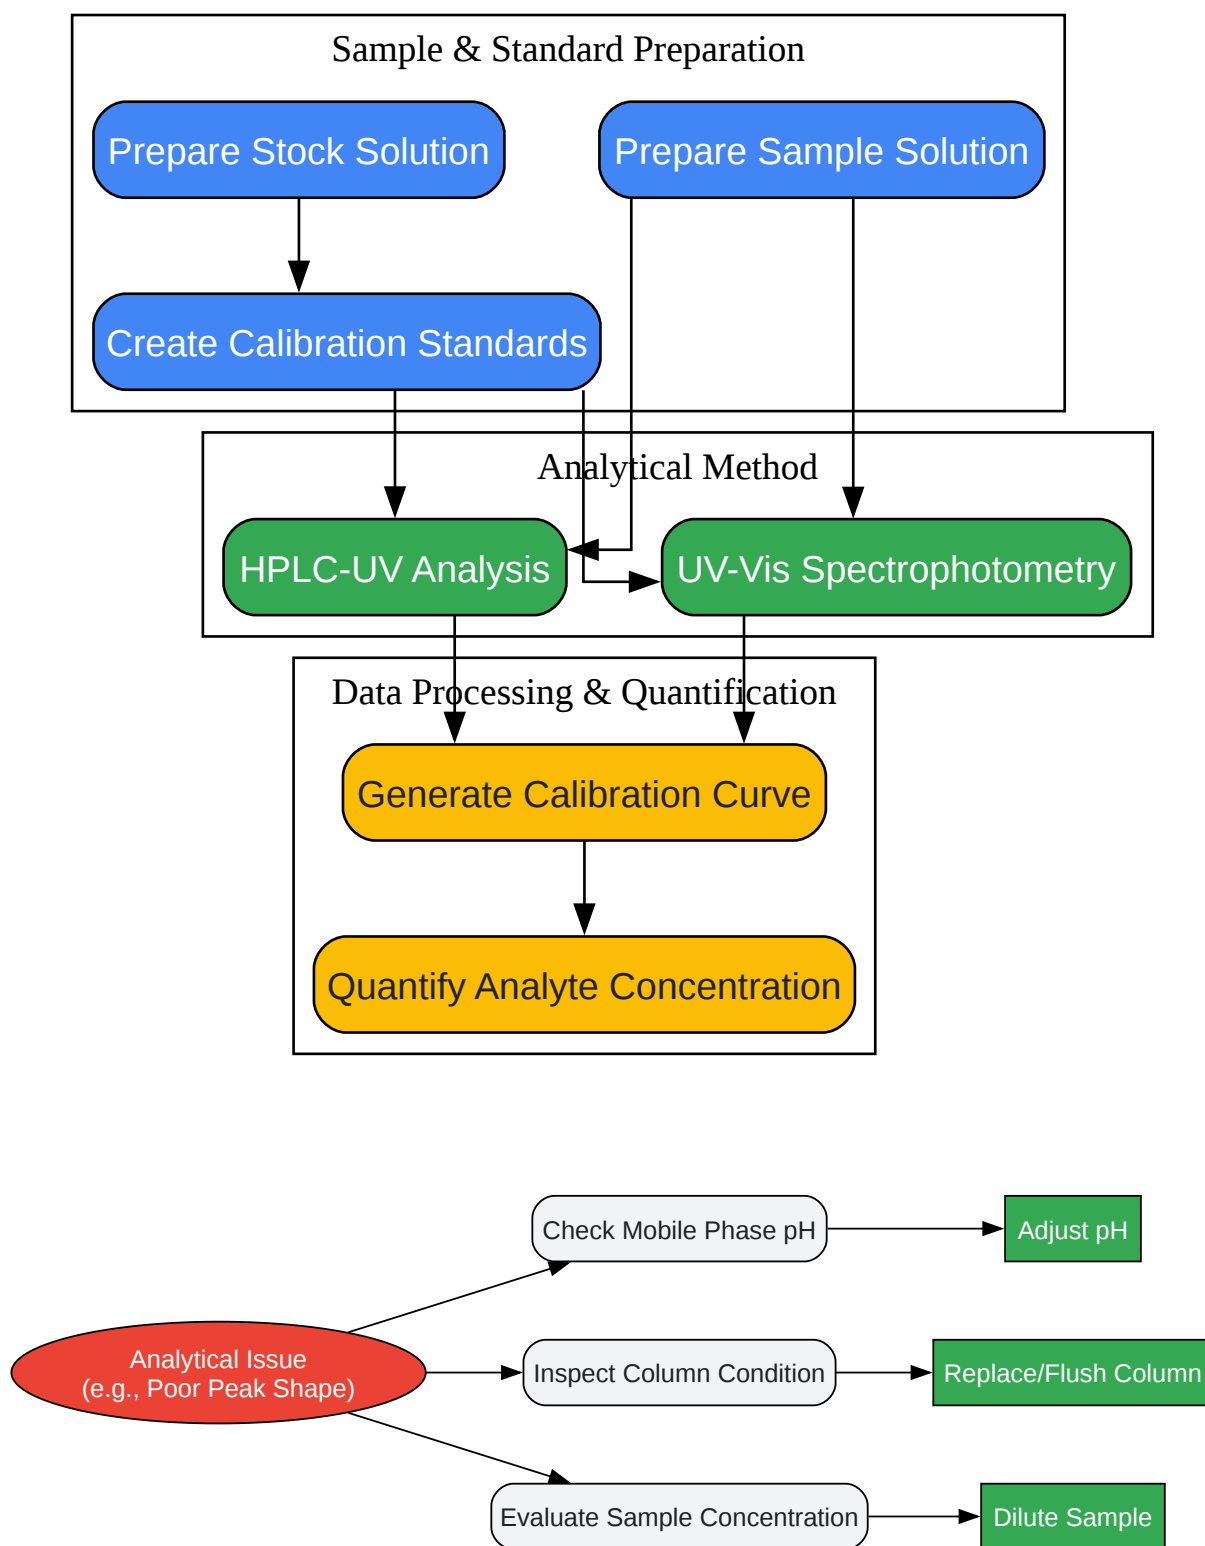 Sample & Standard Preparation
Prepare Stock Solution
Prepare Sample Solution
Create Calibration Standards
Analytical Method
HPLC-UV Analysis
UV-Vis Spectrophotometry
Data Processing & Quantification
Generate Calibration Curve
Quantify Analyte Concentration
Check Mobile Phase pH
Adjust pH
Analytical Issue
(e.g., Poor Peak Shape)
Inspect Column Condition
Replace/Flush Column
Evaluate Sample Concentration
Dilute Sample